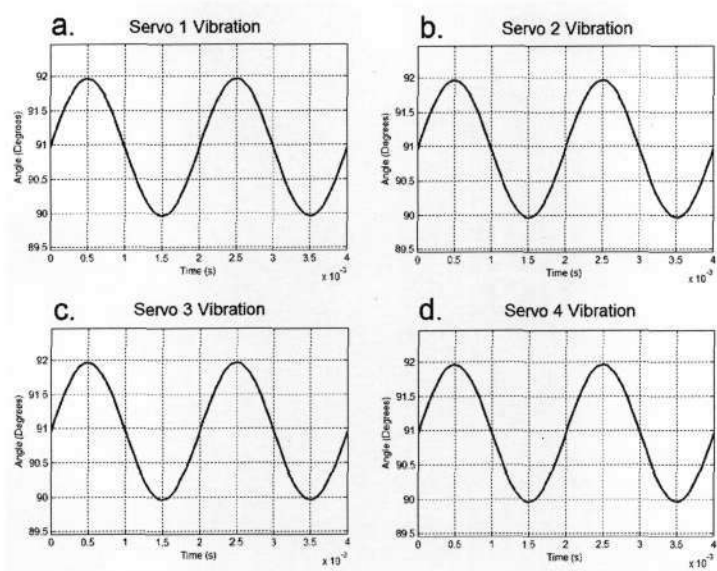 a. Servo 1 Vibration
Angle (Degrees)
92
91.5
91
90.5
90
89.5
0 0.5 1 1.5 2 2.5 3 3.5 4
Time (s)
x 10⁻³
b. Servo 2 Vibration
Angle (Degrees)
92
91.5
91
90.5
90
89.5
0 0.5 1 1.5 2 2.5 3 3.5 4
Time (s)
x 10⁻³
c. Servo 3 Vibration
Angle (Degrees)
92
91.5
91
90.5
90
89.5
0 0.5 1 1.5 2 2.5 3 3.5 4
Time (s)
x 10⁻³
d. Servo 4 Vibration
Angle (Degrees)
92
91.5
91
90.5
90
89.5
0 0.5 1 1.5 2 2.5 3 3.5 4
Time (s)
x 10⁻³